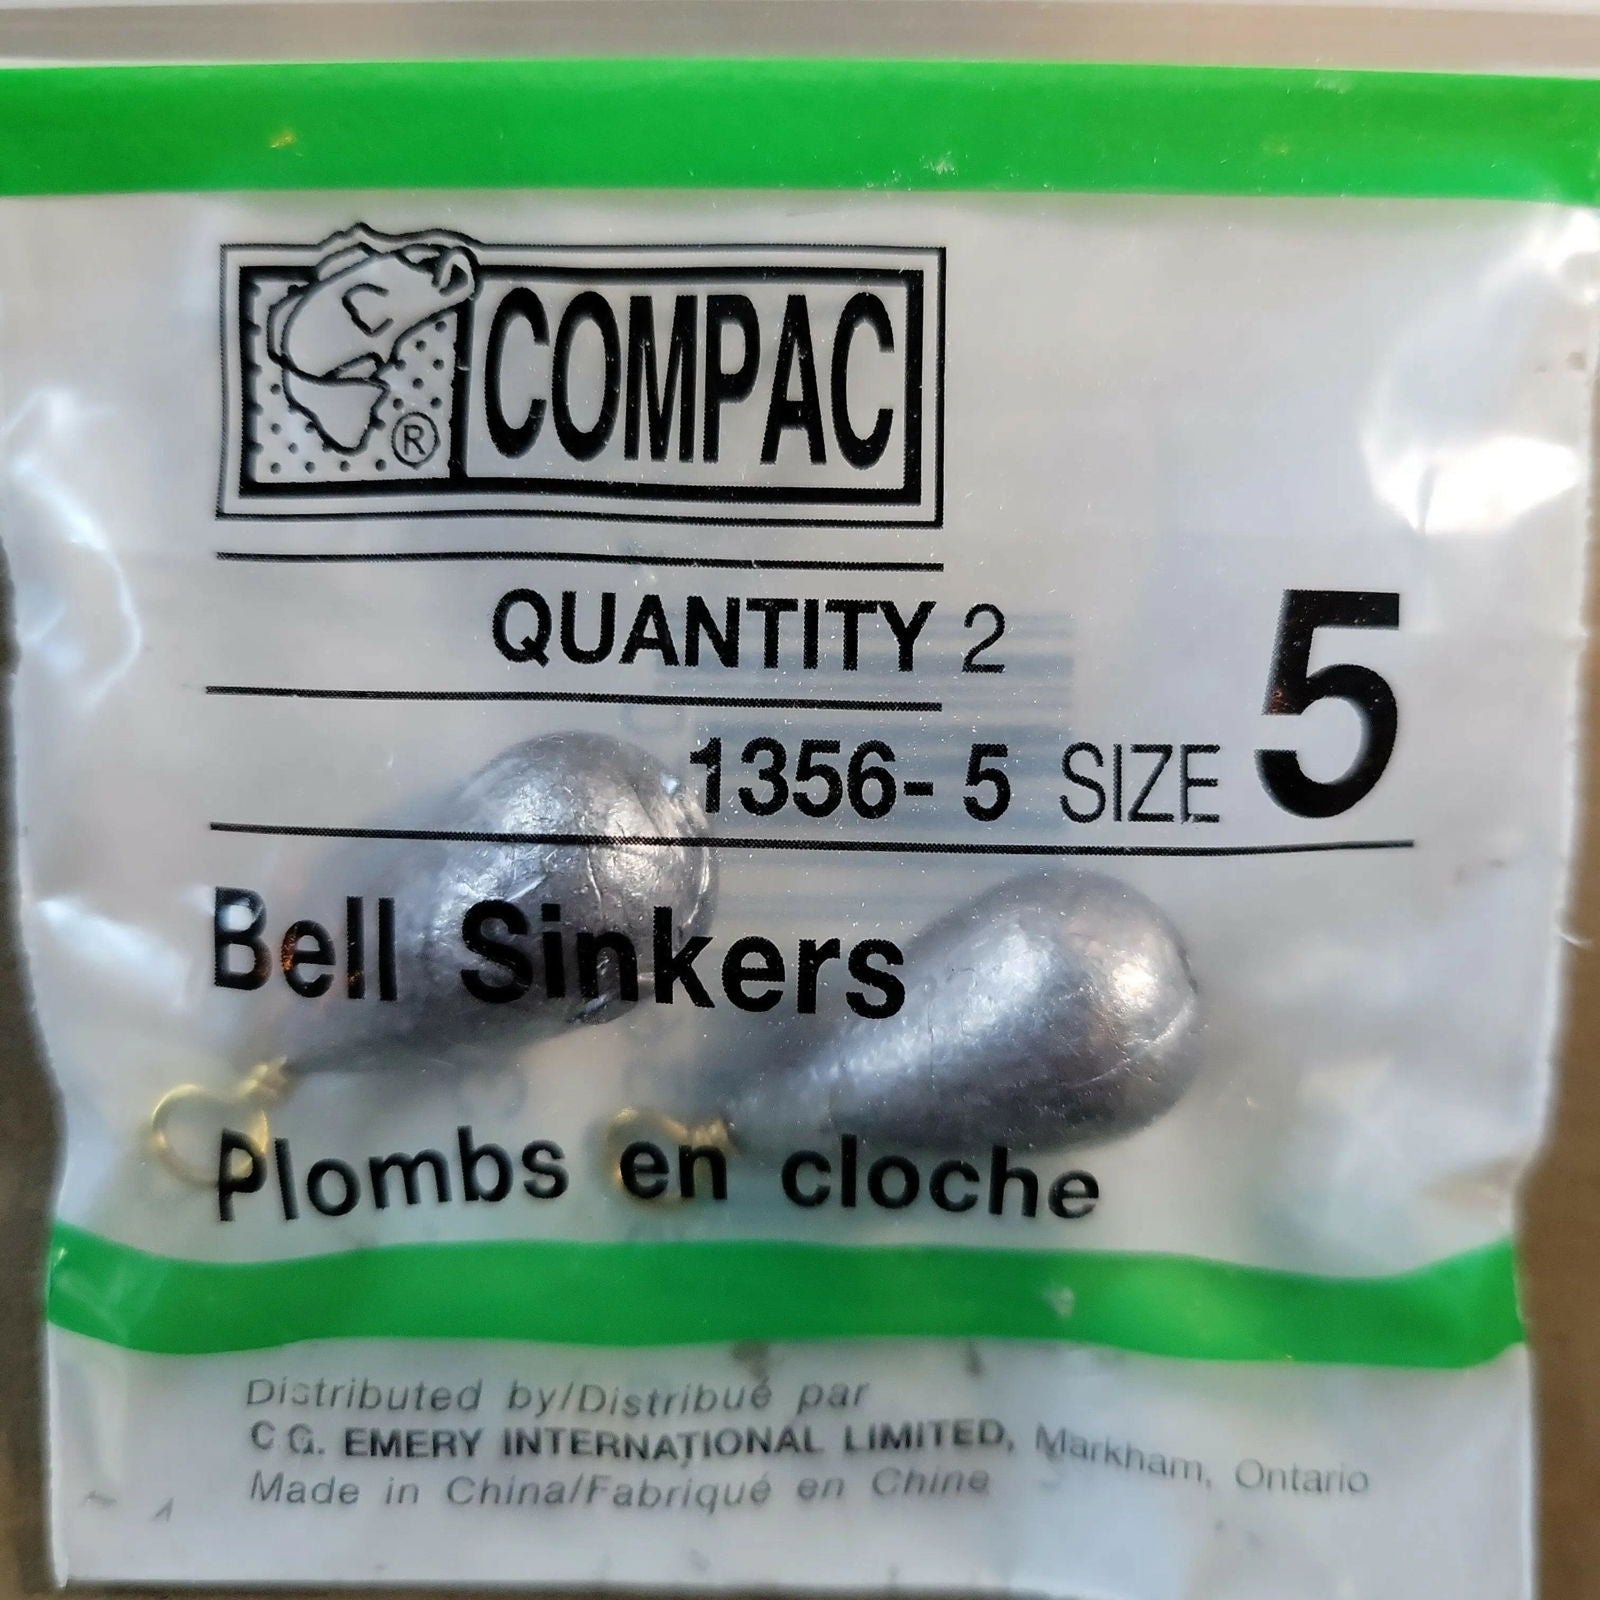 COMPAC
®
QUANTITY 2
1356- 5 SIZE 5
Bell Sinkers
Plombs en cloche
Distributed by/Distribué par
C G. EMERY INTERNATIONAL LIMITED, Markham, Ontario
Made in China/Fabriqué en Chine